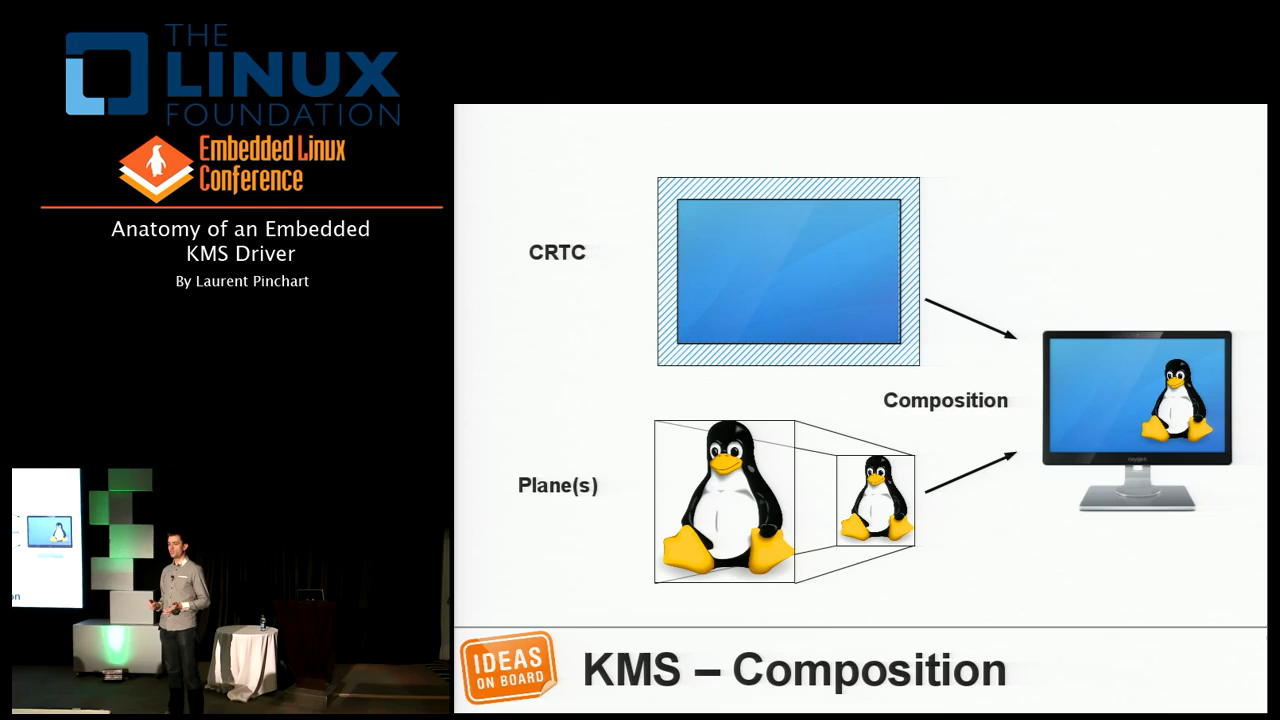 THE
LINUX
FOUNDATION
Embedded Linux
Conference
Anatomy of an Embedded
KMS Driver
By Laurent Pinchart
CRTC
Composition
Plane(s)
IDEAS
ON BOARD
KMS – Composition
on